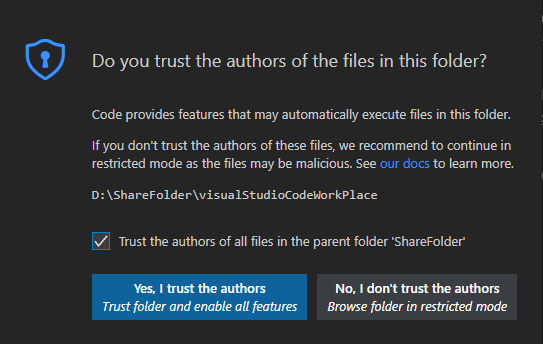 Do you trust the authors of the files in this folder?
Code provides features that may automatically execute files in this folder.
If you don't trust the authors of these files, we recommend to continue in
restricted mode as the files may be malicious. See our docs to learn more.
D:\ShareFolder\visualStudioCodeWorkPlace
Trust the authors of all files in the parent folder 'ShareFolder'
Yes, I trust the authors
Trust folder and enable all features
No, I don't trust the authors
Browse folder in restricted mode